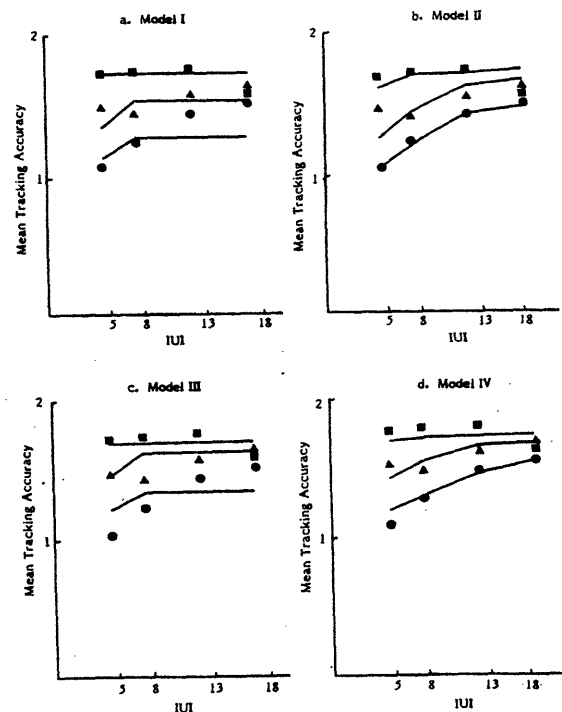 a. Model I
2
1
Mean Tracking Accuracy
5 8 13 18
IUI
b. Model II
2
1
Mean Tracking Accuracy
5 8 13 18
IUI
c. Model III
2
1
Mean Tracking Accuracy
5 8 13 18
IUI
d. Model IV
2
1
Mean Tracking Accuracy
5 8 13 18
IUI